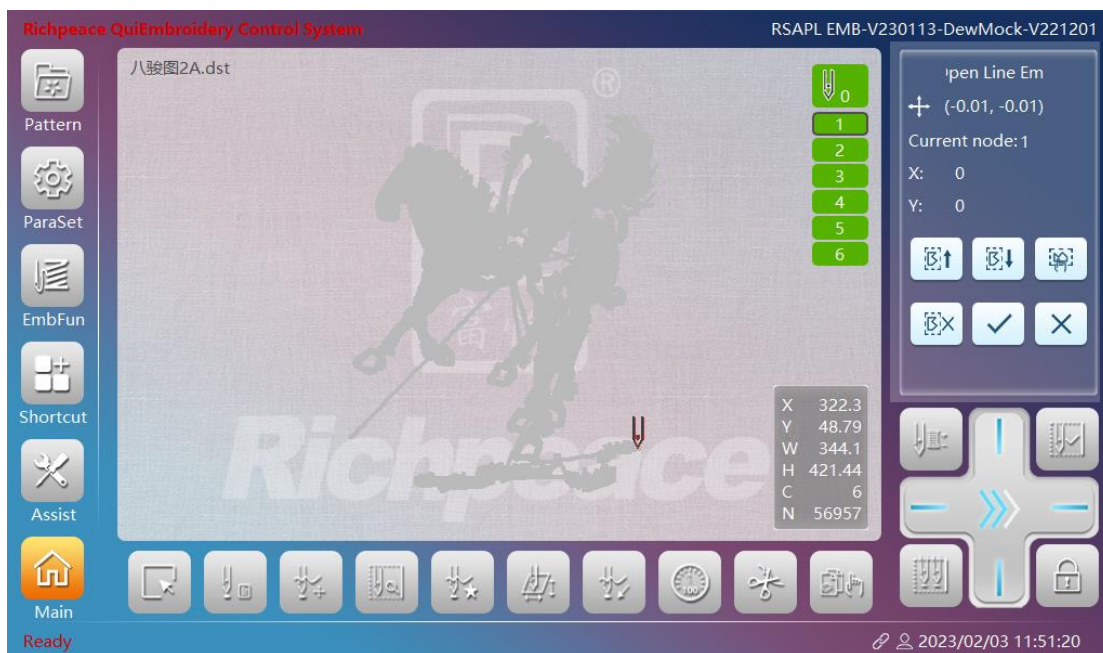 Richpeace QuiEmbroidery Control System
RSAPL EMB-V230113-DewMock-V221201
Pattern
ParaSet
EmbFun
Shortcut
Assist
Main
八骏图2A.dst
®
Richpeace
0
1
2
3
4
5
6
X 322.3
Y 48.79
W 344.1
H 421.44
C 6
N 56957
pen Line Em
(-0.01, -0.01)
Current node: 1
X: 0
Y: 0
1
100
Ready
2023/02/03 11:51:20